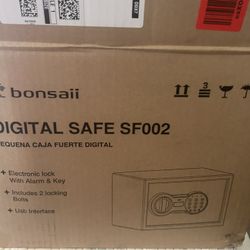 bonsaii
DIGITAL SAFE SF002
PEQUENA CAJA FUERTE DIGITAL
Electronic lock
With Alarm & Key
Includes 2 locking
Bolts
Usb Interface
3